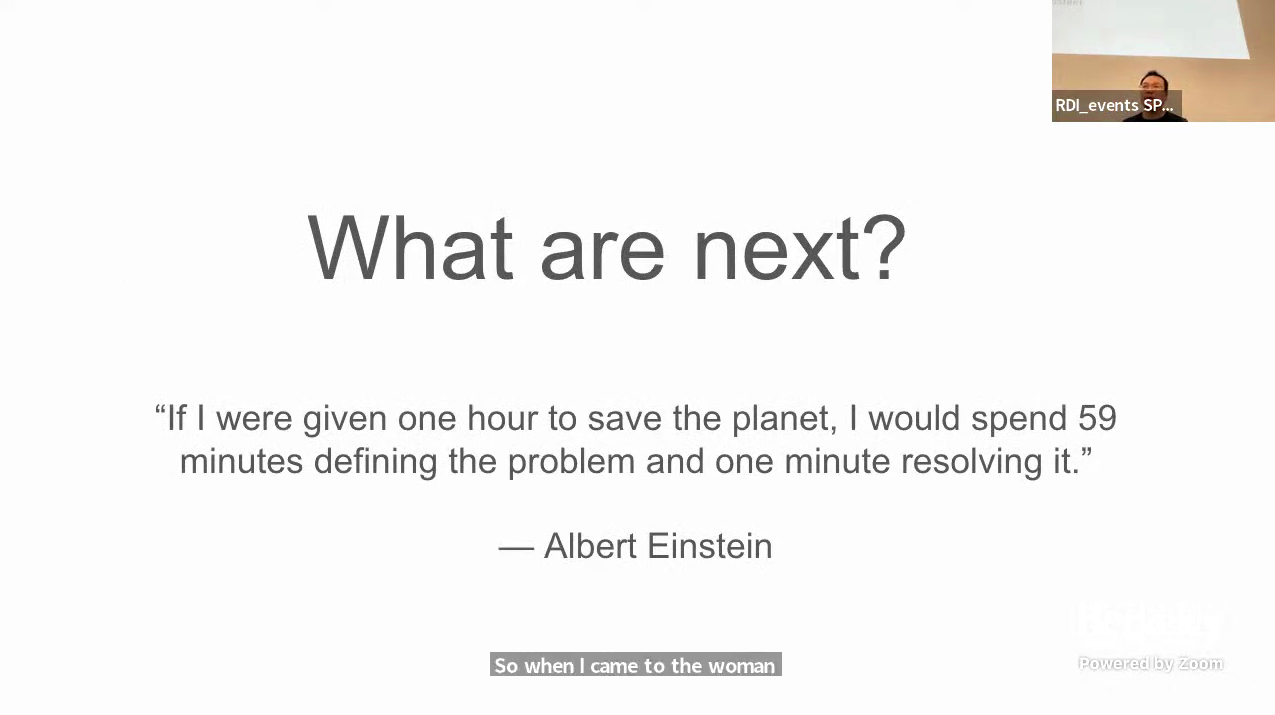 RDI_events SP...
What are next?
“If I were given one hour to save the planet, I would spend 59
minutes defining the problem and one minute resolving it.”
— Albert Einstein
So when I came to the woman
Powered by Zoom